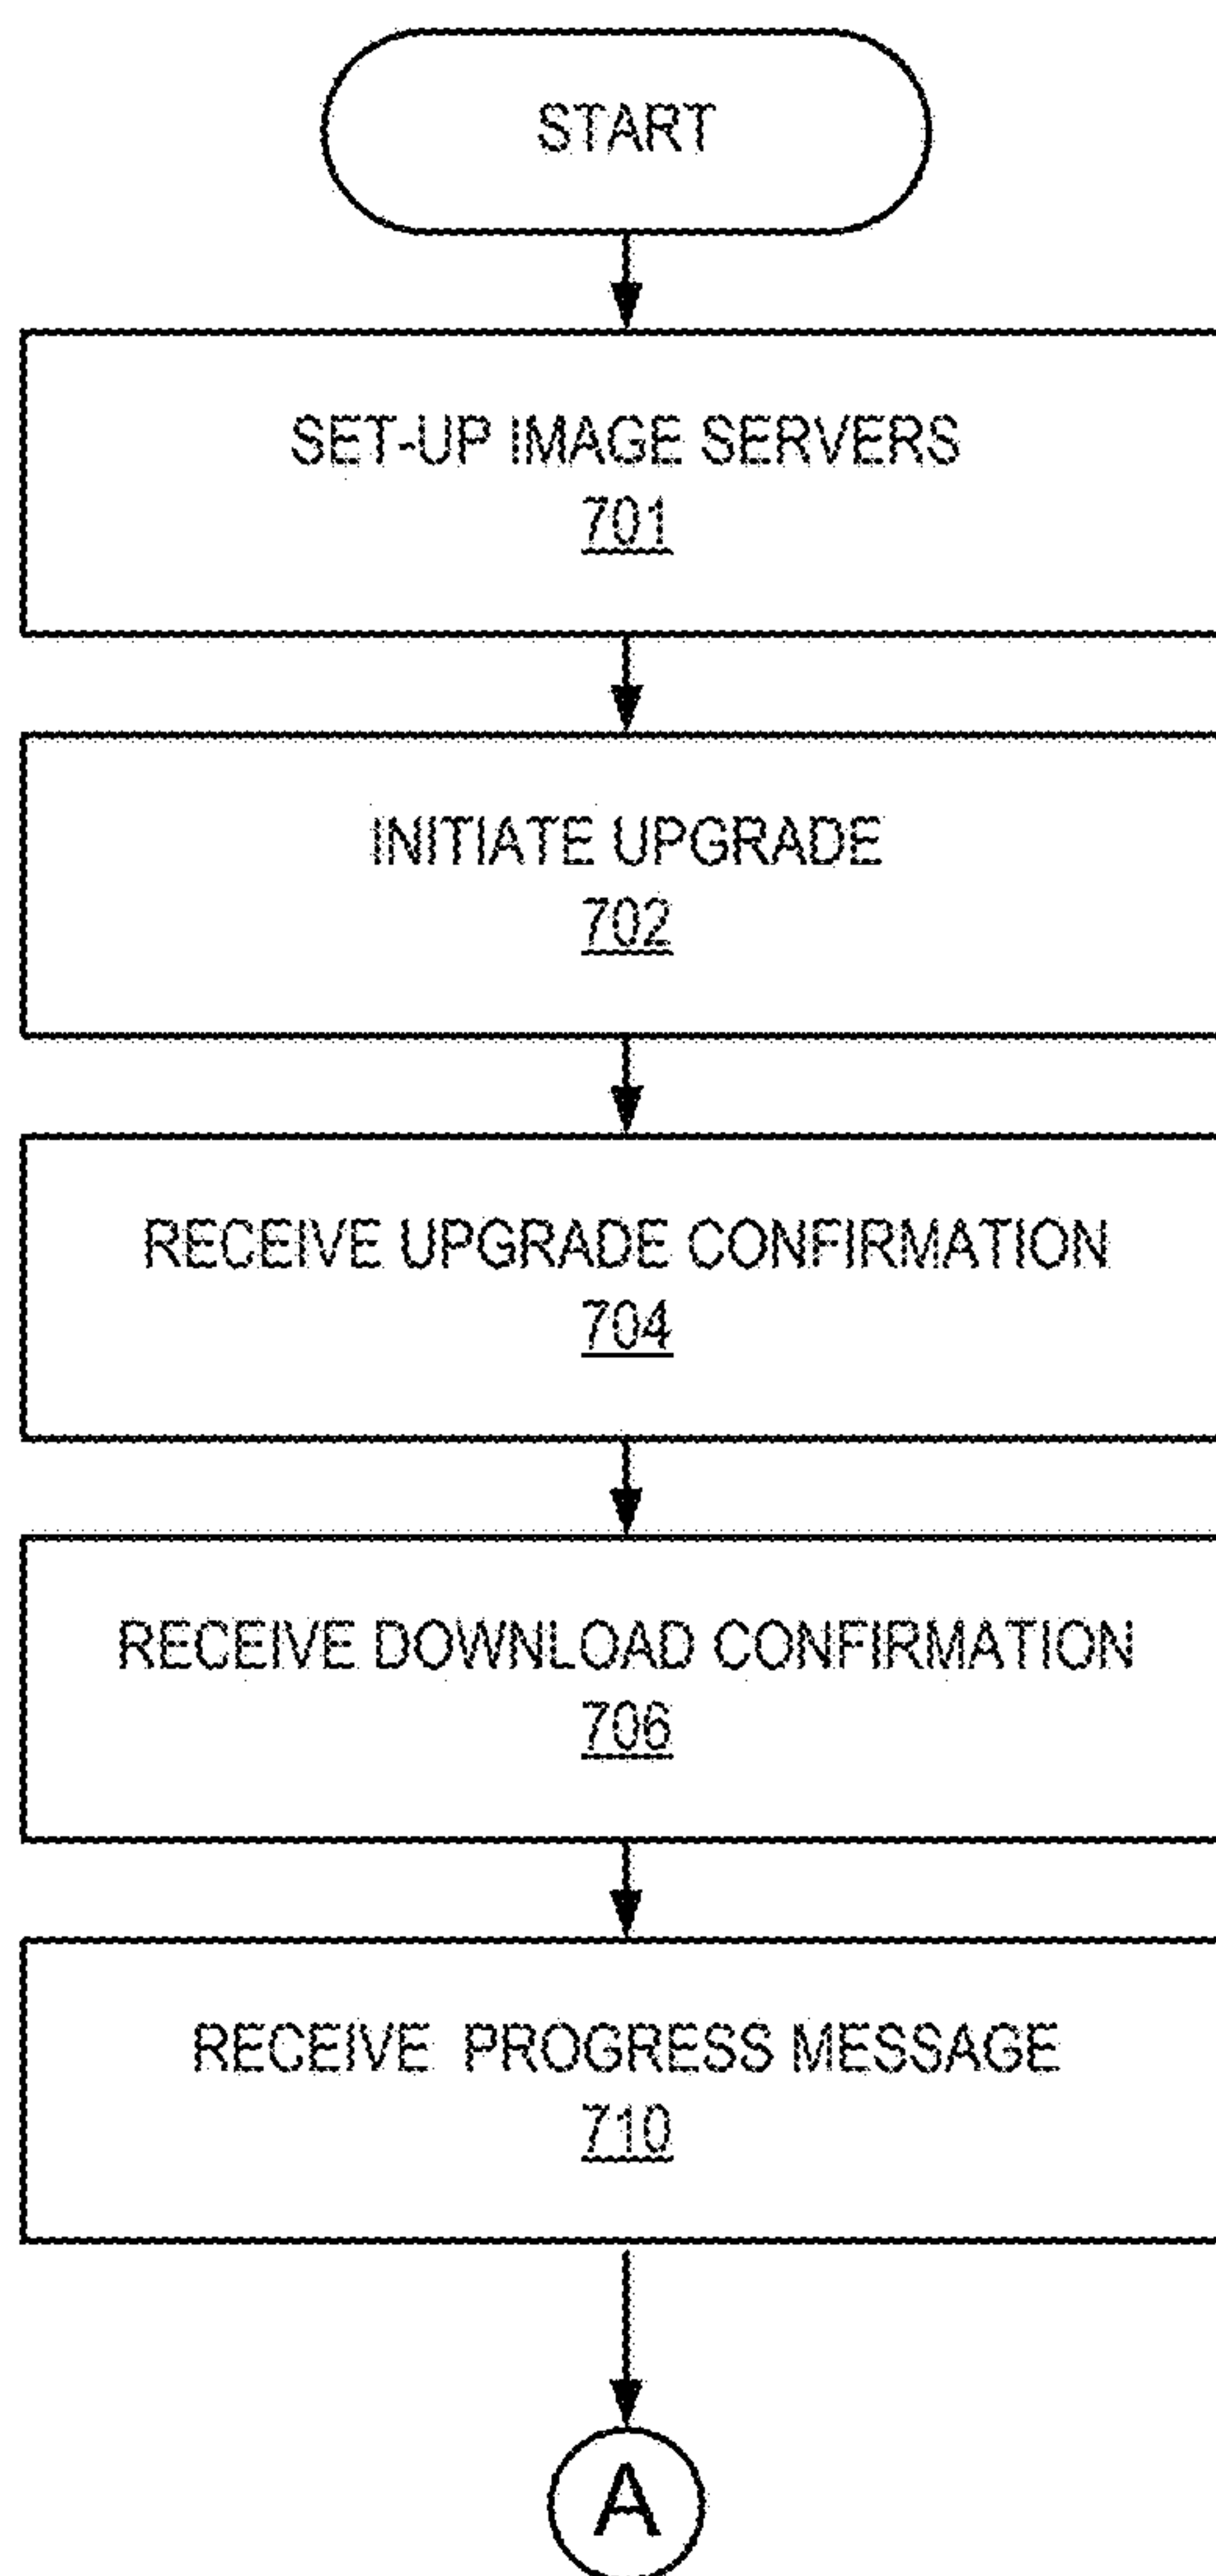 START
SET-UP IMAGE SERVERS
701
INITIATE UPGRADE
702
RECEIVE UPGRADE CONFIRMATION
704
RECEIVE DOWNLOAD CONFIRMATION
706
RECEIVE PROGRESS MESSAGE
710
A